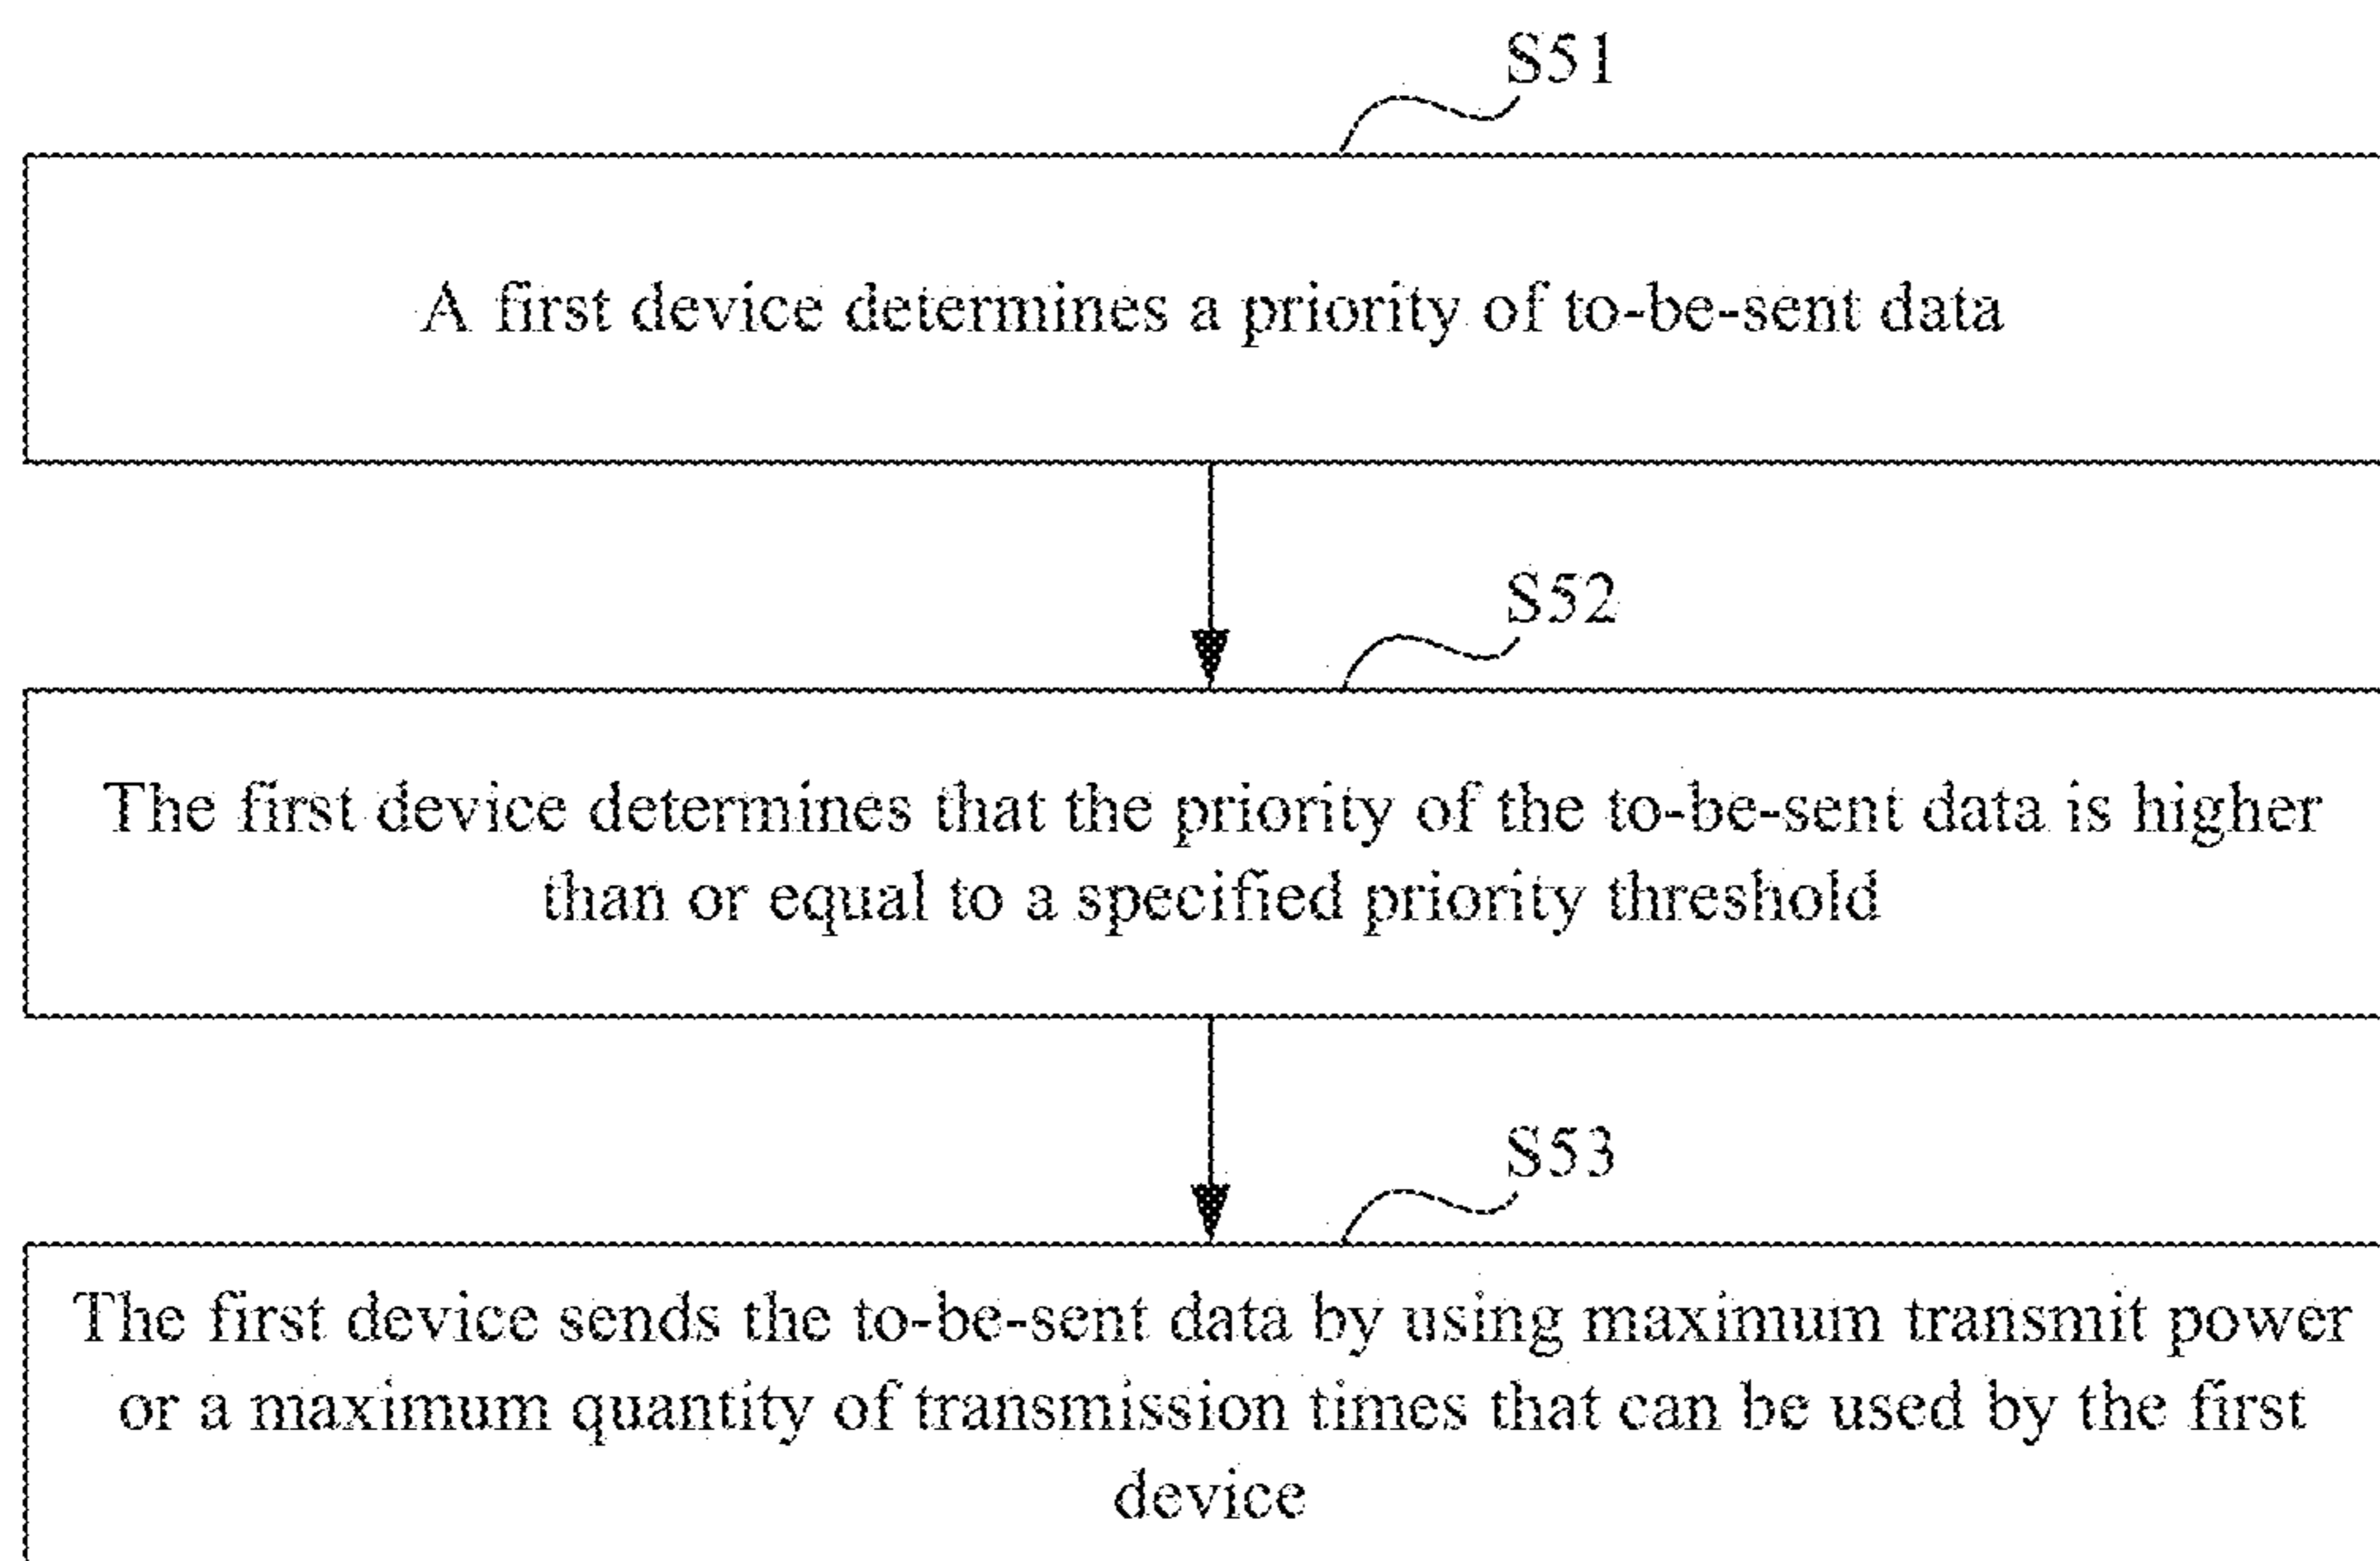 S51
A first device determines a priority of to-be-sent data
S52
The first device determines that the priority of the to-be-sent data is higher
than or equal to a specified priority threshold
S53
The first device sends the to-be-sent data by using maximum transmit power
or a maximum quantity of transmission times that can be used by the first
device